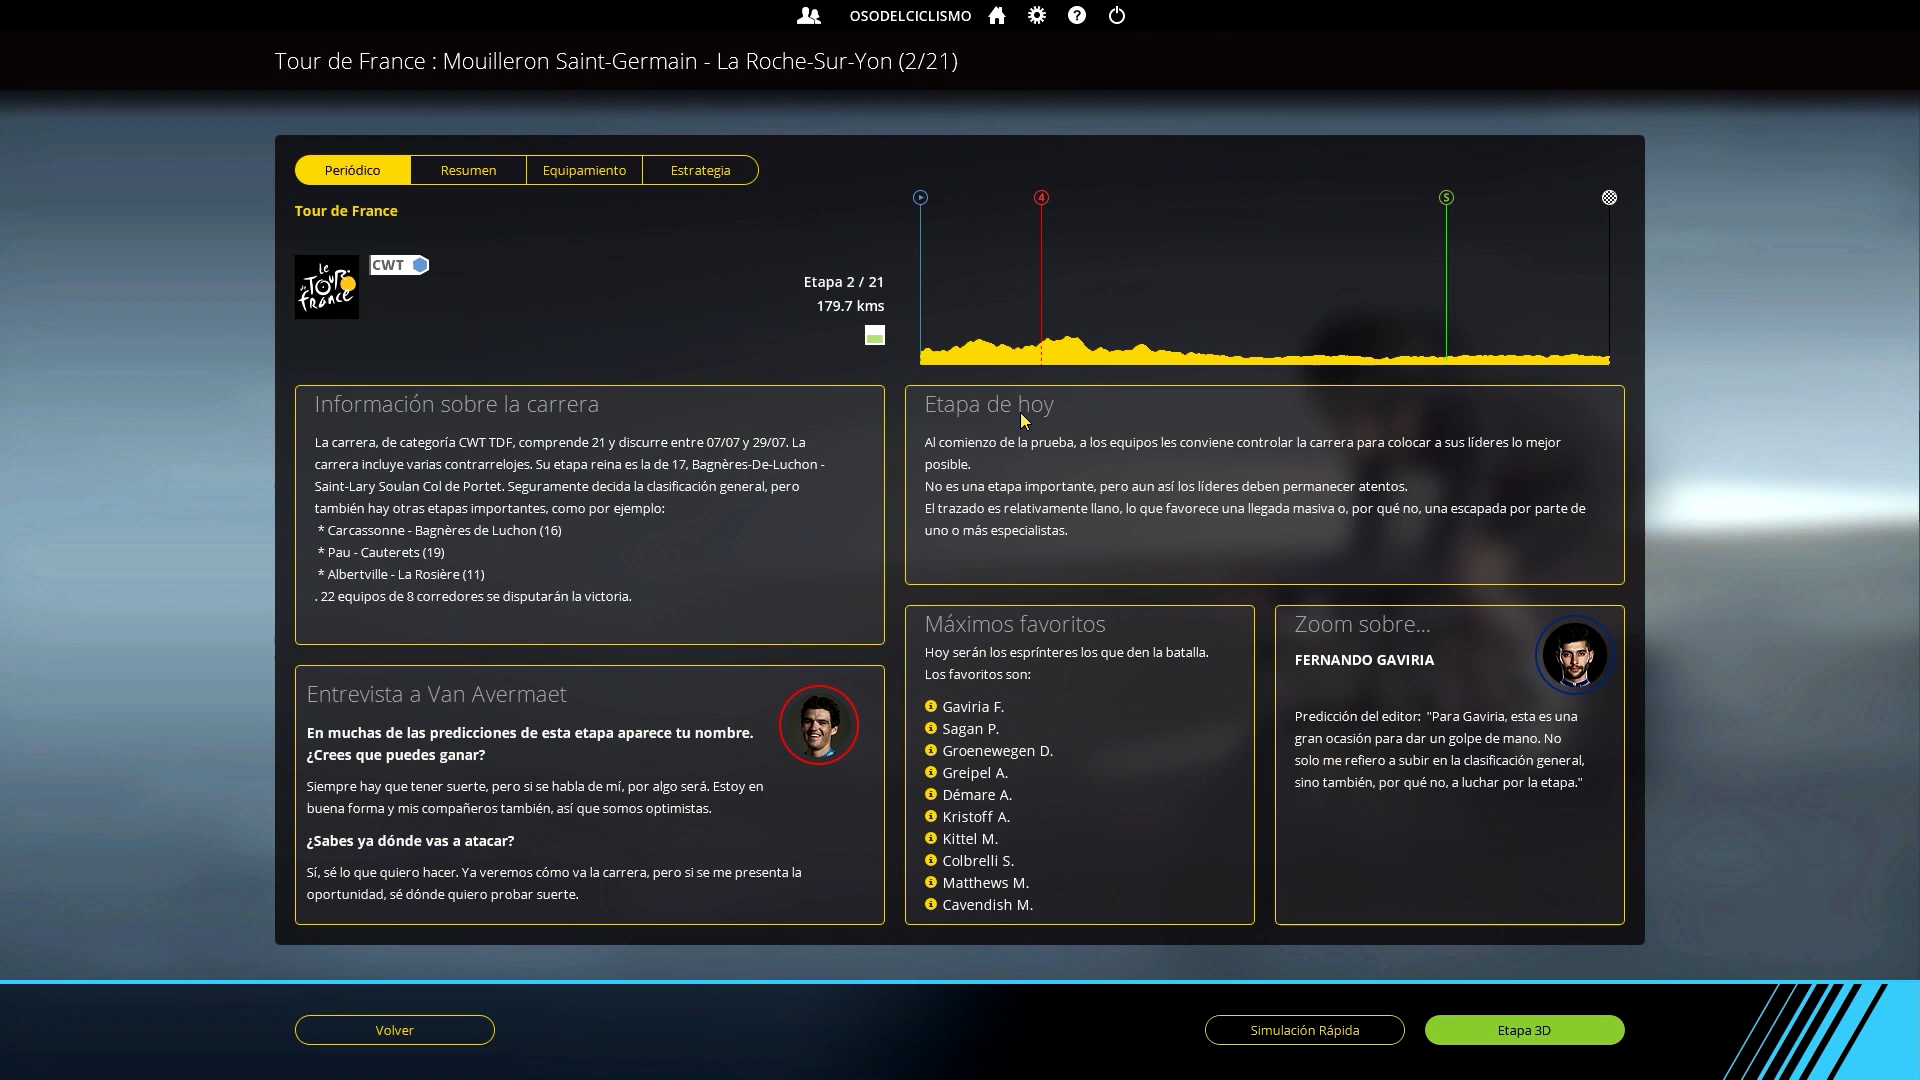 OSODELCICLISMO
Tour de France : Mouilleron Saint-Germain - La Roche-Sur-Yon (2/21)
Periódico
Resumen
Equipamiento
Estrategia
Tour de France
le Tour de france
CWT
Etapa 2 / 21
179.7 kms
4
S
Información sobre la carrera
La carrera, de categoría CWT TDF, comprende 21 y discurre entre 07/07 y 29/07. La
carrera incluye varias contrarrelojes. Su etapa reina es la de 17, Bagnères-De-Luchon -
Saint-Lary Soulan Col de Portet. Seguramente decida la clasificación general, pero
también hay otras etapas importantes, como por ejemplo:
* Carcassonne - Bagnères de Luchon (16)
* Pau - Cauterets (19)
* Albertville - La Rosière (11)
. 22 equipos de 8 corredores se disputarán la victoria.
Etapa de hoy
Al comienzo de la prueba, a los equipos les conviene controlar la carrera para colocar a sus líderes lo mejor
posible.
No es una etapa importante, pero aun así los líderes deben permanecer atentos.
El trazado es relativamente llano, lo que favorece una llegada masiva o, por qué no, una escapada por parte de
uno o más especialistas.
Entrevista a Van Avermaet
En muchas de las predicciones de esta etapa aparece tu nombre.
¿Crees que puedes ganar?
Siempre hay que tener suerte, pero si se habla de mí, por algo será. Estoy en
buena forma y mis compañeros también, así que somos optimistas.
¿Sabes ya dónde vas a atacar?
Sí, sé lo que quiero hacer. Ya veremos cómo va la carrera, pero si se me presenta la
oportunidad, sé dónde quiero probar suerte.
Máximos favoritos
Hoy serán los esprínteres los que den la batalla.
Los favoritos son:
Gaviria F.
Sagan P.
Groenewegen D.
Greipel A.
Démare A.
Kristoff A.
Kittel M.
Colbrelli S.
Matthews M.
Cavendish M.
Zoom sobre...
FERNANDO GAVIRIA
Predicción del editor: "Para Gaviria, esta es una
gran ocasión para dar un golpe de mano. No
solo me refiero a subir en la clasificación general,
sino también, por qué no, a luchar por la etapa."
Volver
Simulación Rápida
Etapa 3D